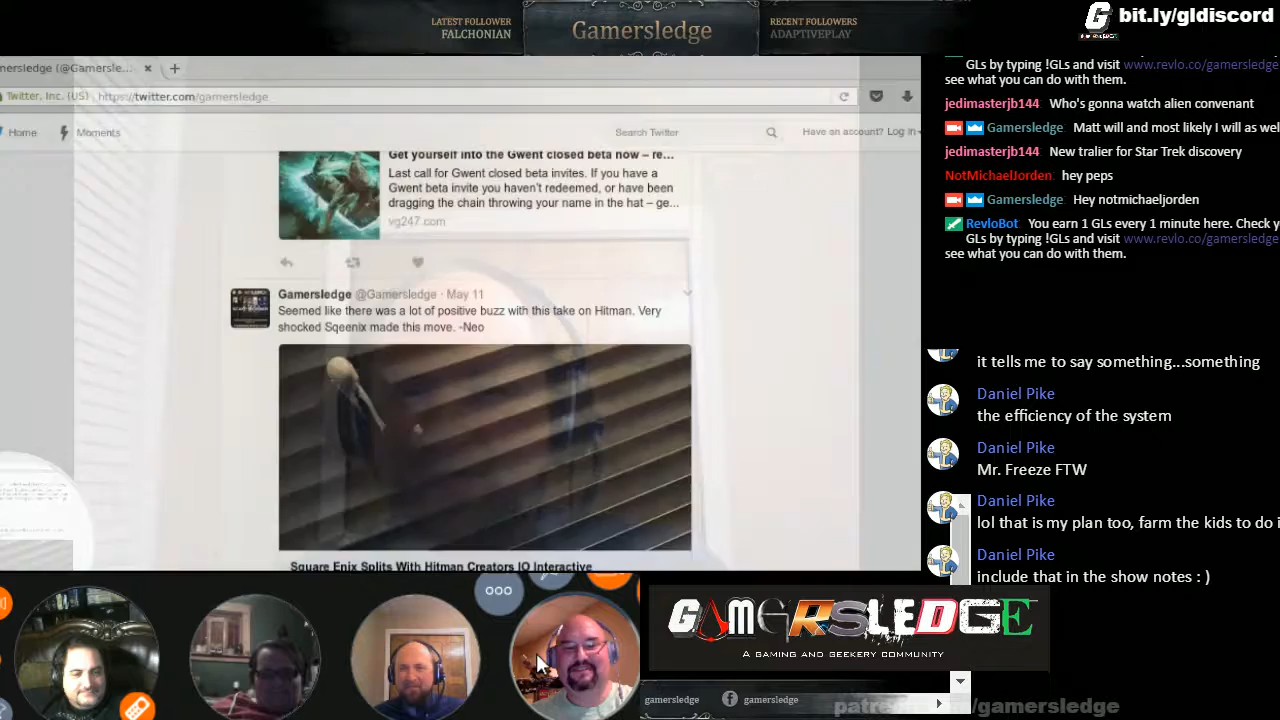 LATEST FOLLOWER
FALCHONIAN
Gamersledge
RECENT FOLLOWERS
ADAPTIVEPLAY
bit.ly/gldiscord
mersledge (@Gamersle...
Twitter, Inc. (US)
https://twitter.com/gamersledge
Home
Moments
Search Twitter
Have an account? Log in
Get yourself into the Gwent closed beta now – re...
Last call for Gwent closed beta invites. If you have a
Gwent beta invite you haven't redeemed, or have been
dragging the chain throwing your name in the hat – ge...
vg247.com
Gamersledge @Gamersledge · May 11
Seemed like there was a lot of positive buzz with this take on Hitman. Very
shocked Sqeenix made this move. -Neo
Square Enix Splits With Hitman Creators IO Interactive
GLs by typing !GLs and visit www.revlo.co/gamersledge
see what you can do with them.
jedimasterjb144 Who's gonna watch alien convenant
Gamersledge: Matt will and most likely I will as wel
jedimasterjb144 New tralier for Star Trek discovery
NotMichaelJorden: hey peps
Gamersledge: Hey notmichaeljorden
RevloBot: You earn 1 GLs every 1 minute here. Check y
GLs by typing !GLs and visit www.revlo.co/gamersledge
see what you can do with them.
it tells me to say something...something
Daniel Pike
the efficiency of the system
Daniel Pike
Mr. Freeze FTW
Daniel Pike
lol that is my plan too, farm the kids to do i
Daniel Pike
include that in the show notes : )
GAMERSLEDGE
A GAMING AND GEEKERY COMMUNITY
gamersledge
gamersledge